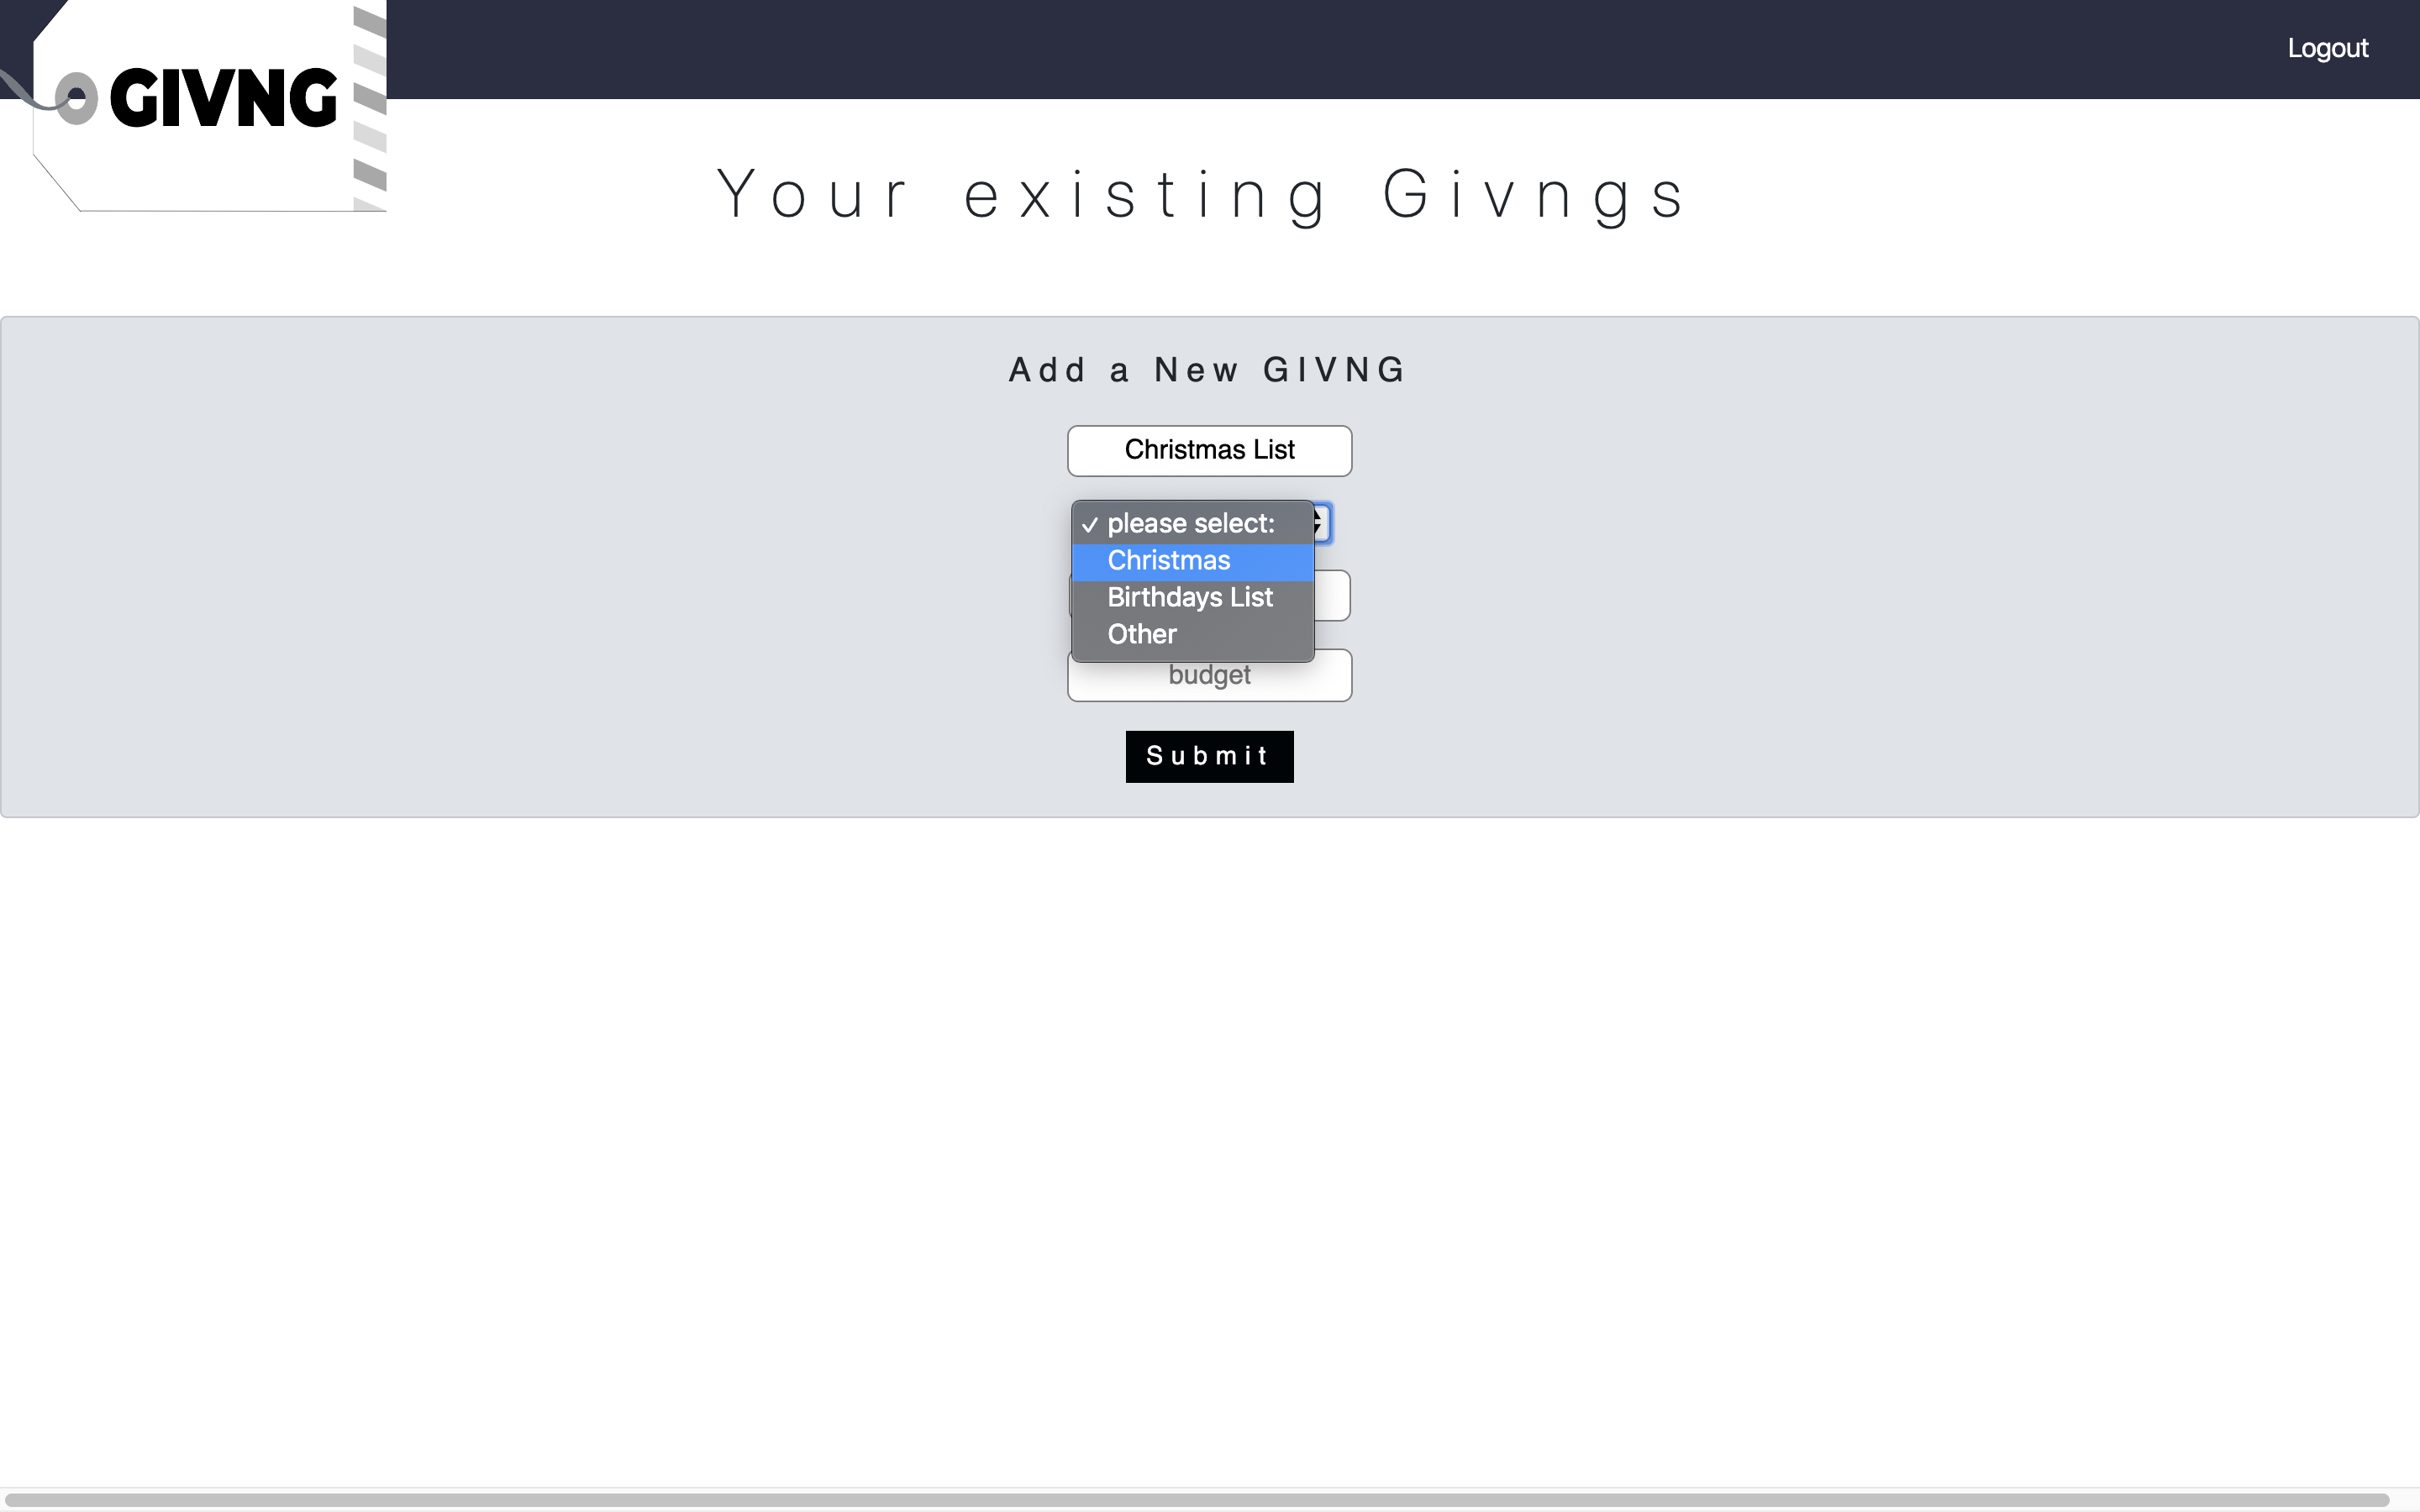 GIVNG
Logout
Your existing Givngs
Add a New GIVNG
Christmas List
✓ please select:
Christmas
Birthdays List
Other
budget
Submit